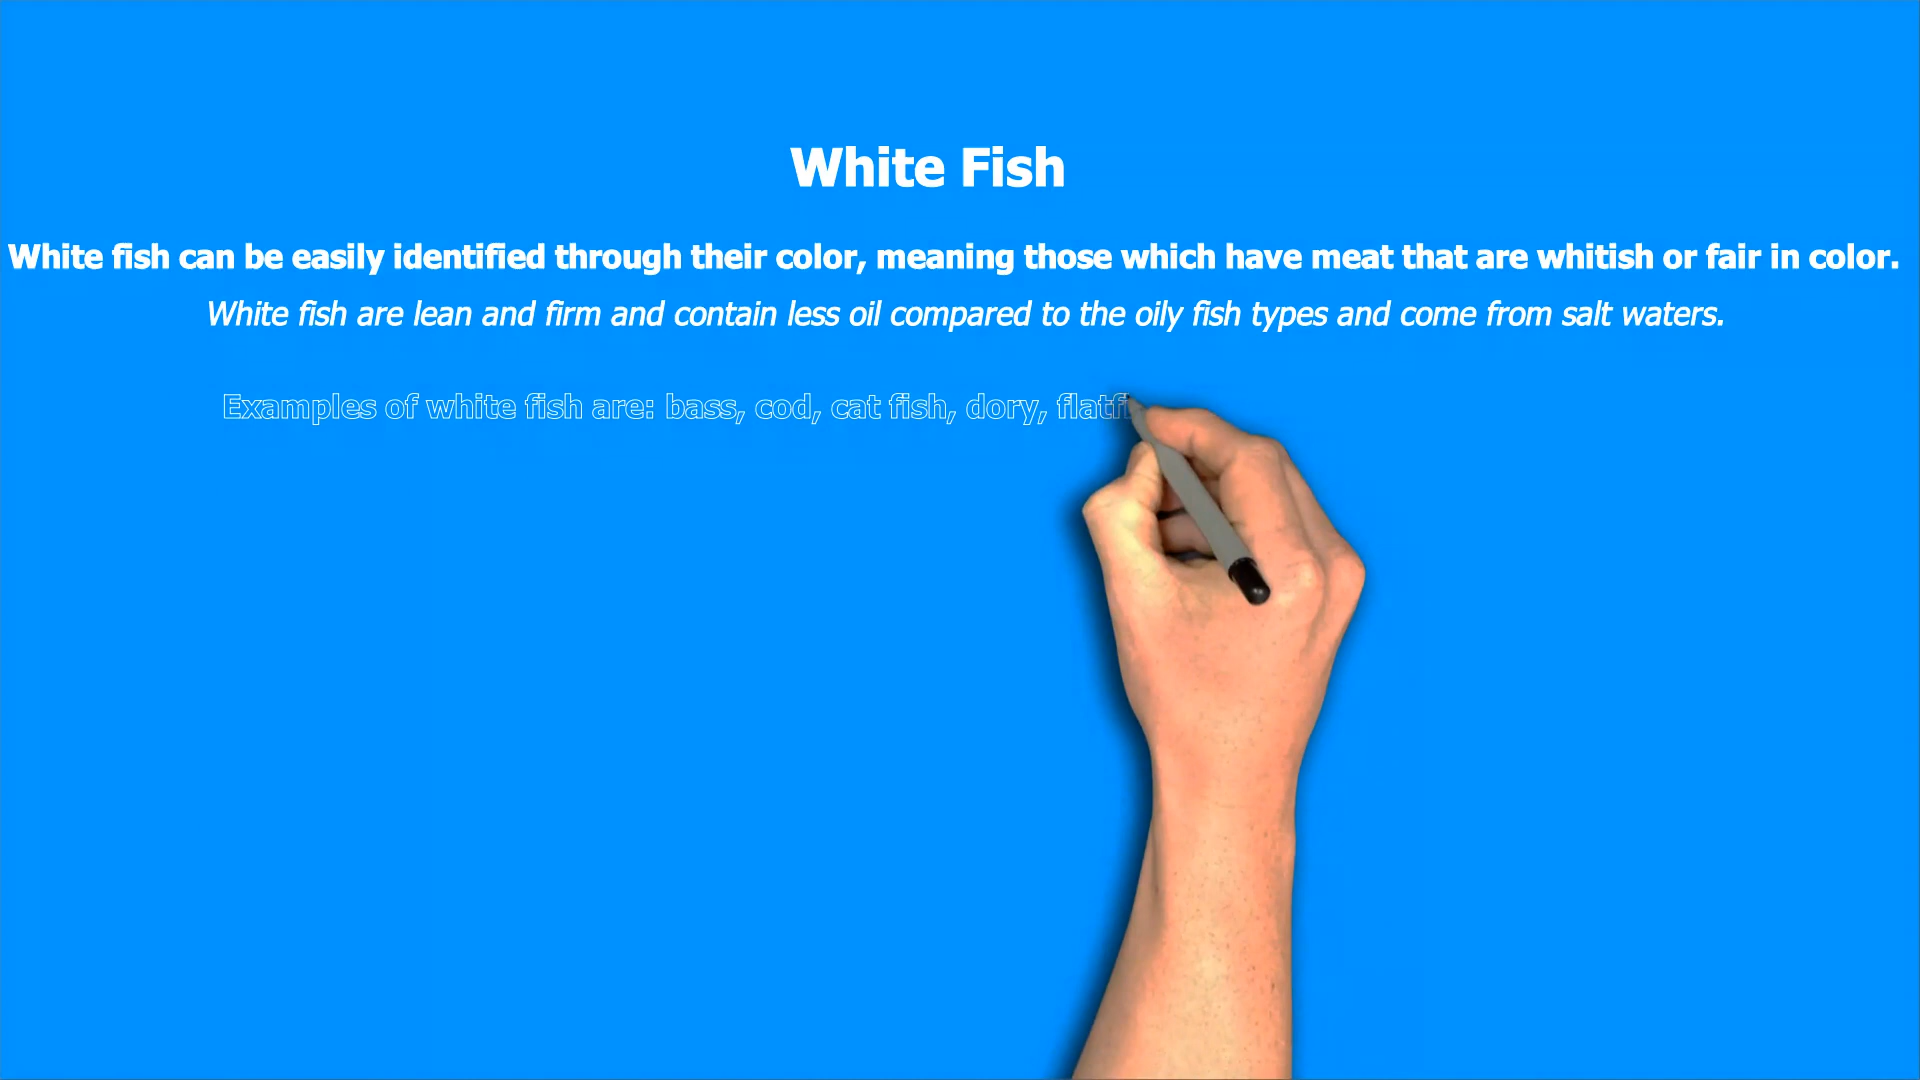 White Fish
White fish can be easily identified through their color, meaning those which have meat that are whitish or fair in color.
White fish are lean and firm and contain less oil compared to the oily fish types and come from salt waters.
Examples of white fish are: bass, cod, cat fish, dory, flatfi